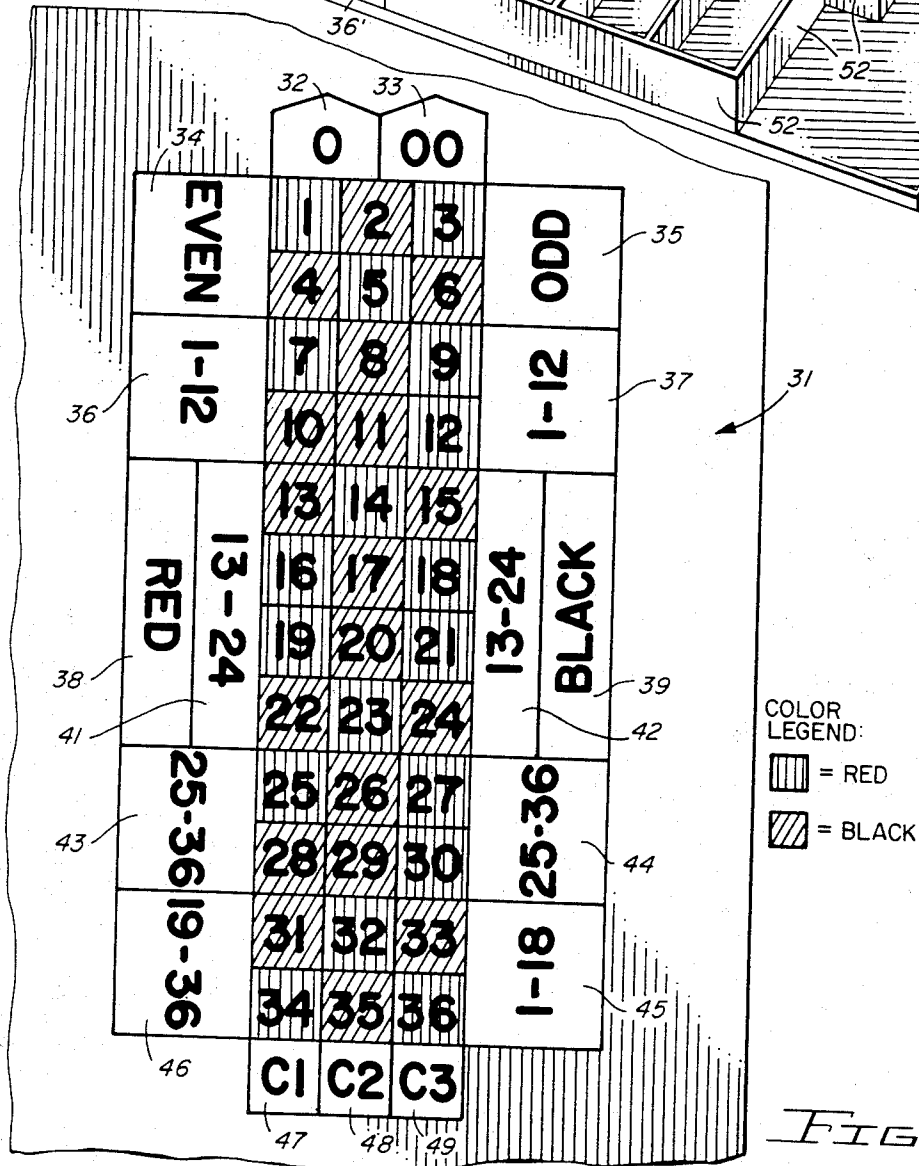 36'
52
52
32 33
0 00
34
EVEN 1 2 3 ODD 35
4 5 6
36 1-12 7 8 9 1-12 37
31
10 11 12
13 14 15
RED 13-24 16 17 18 13-24 BLACK
19 20 21
38 41 22 23 24 42 39
COLOR
LEGEND:
= RED
= BLACK
43 25-36 25 26 27 25-36 44
28 29 30
19-36 31 32 33 1-18 45
34 35 36
46 C1 C2 C3
47 48 49
FIG